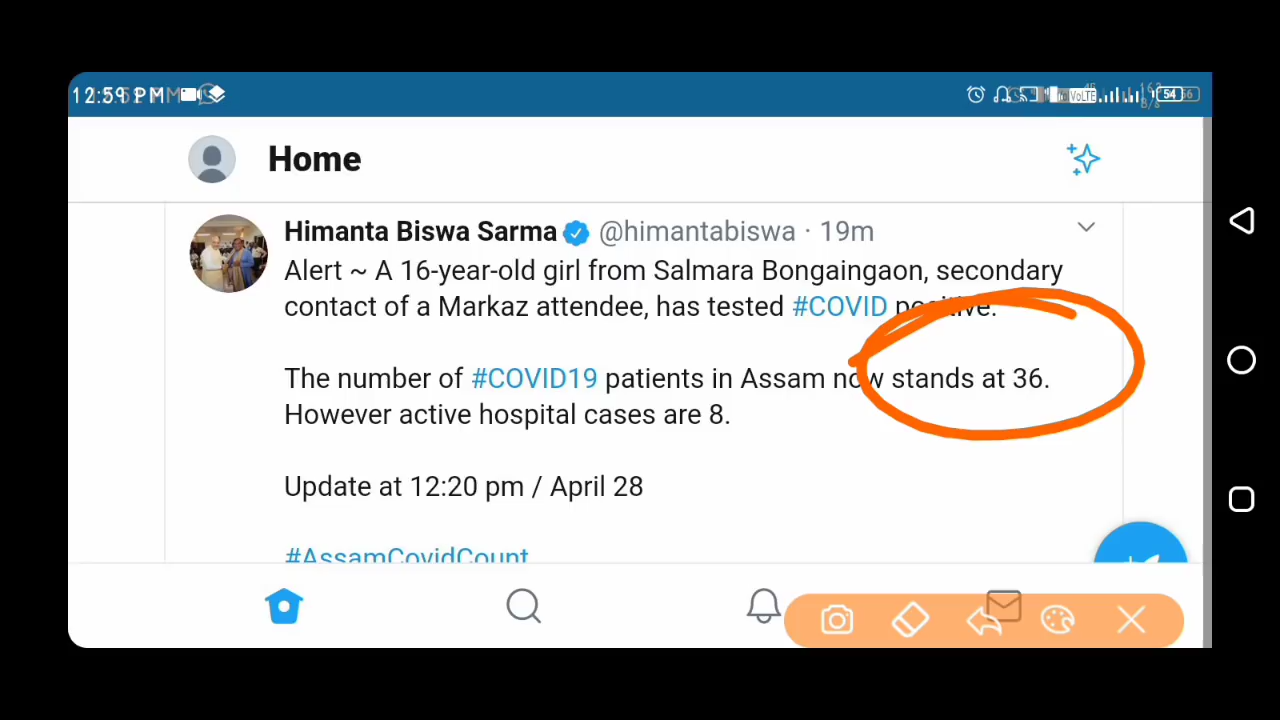 12:59 PM
54
Home
Himanta Biswa Sarma @himantabiswa · 19m
Alert ~ A 16-year-old girl from Salmara Bongaingaon, secondary
contact of a Markaz attendee, has tested #COVID positive.
The number of #COVID19 patients in Assam now stands at 36.
However active hospital cases are 8.
Update at 12:20 pm / April 28
#AssamCovidCount